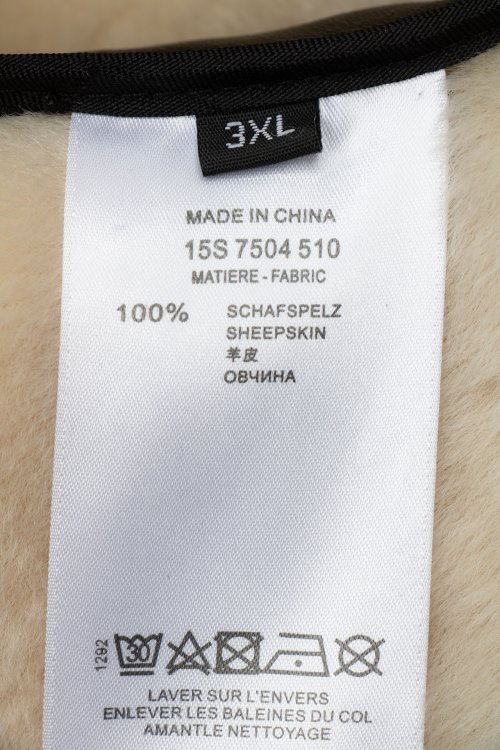 3XL
MADE IN CHINA
15S 7504 510
MATIERE - FABRIC
100% SCHAFSPELZ
SHEEPSKIN
羊皮
ОВЧИНА
1292
30
LAVER SUR L'ENVERS
ENLEVER LES BALEINES DU COL
AMANTLE NETTOYAGE